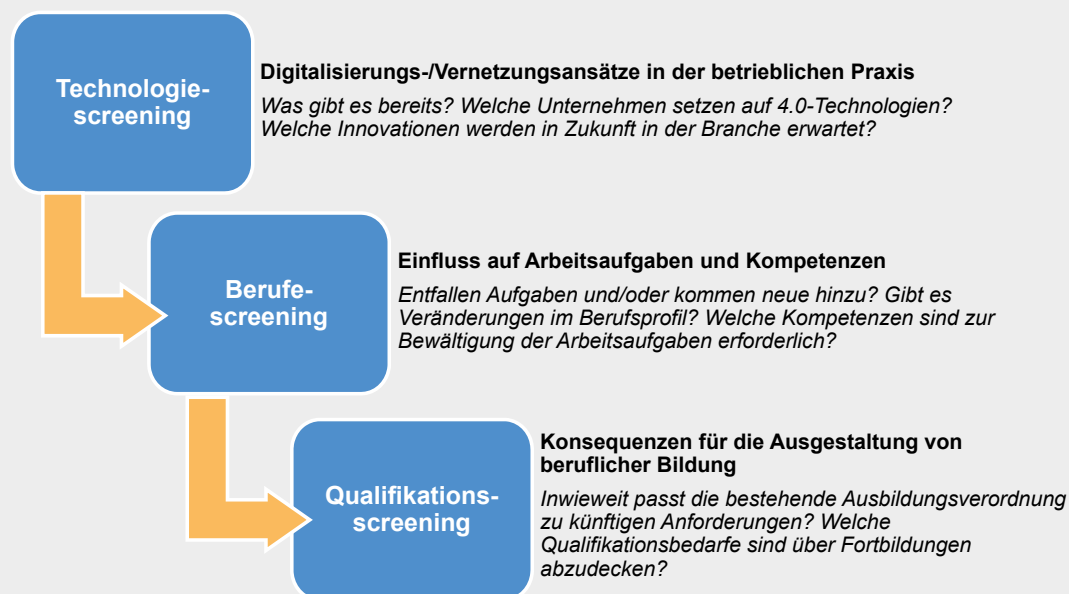 Technologie-
screening
Digitalisierungs-/Vernetzungsansätze in der betrieblichen Praxis
Was gibt es bereits? Welche Unternehmen setzen auf 4.0-Technologien?
Welche Innovationen werden in Zukunft in der Branche erwartet?
Berufe-
screening
Einfluss auf Arbeitsaufgaben und Kompetenzen
Entfallen Aufgaben und/oder kommen neue hinzu? Gibt es
Veränderungen im Berufsprofil? Welche Kompetenzen sind zur
Bewältigung der Arbeitsaufgaben erforderlich?
Qualifikations-
screening
Konsequenzen für die Ausgestaltung von
beruflicher Bildung
Inwieweit passt die bestehende Ausbildungsverordnung
zu künftigen Anforderungen? Welche
Qualifikationsbedarfe sind über Fortbildungen
abzudecken?